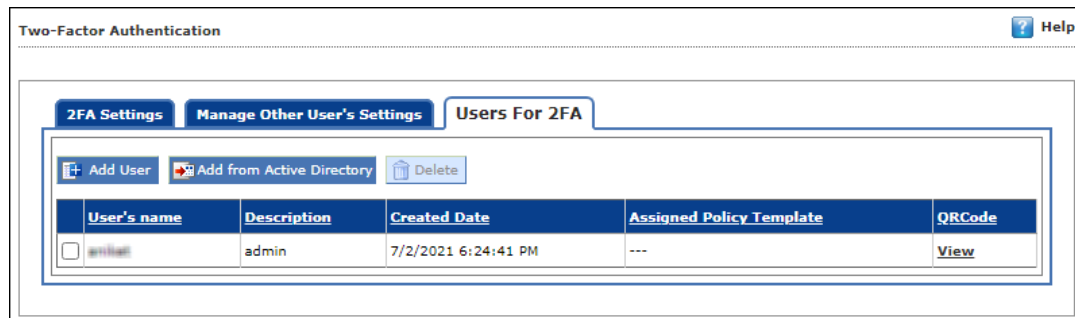 Two-Factor Authentication
Help
2FA Settings
Manage Other User's Settings
Users For 2FA
Add User
Add from Active Directory
Delete
User's name Description Created Date Assigned Policy Template QRCode
admin 7/2/2021 6:24:41 PM --- View